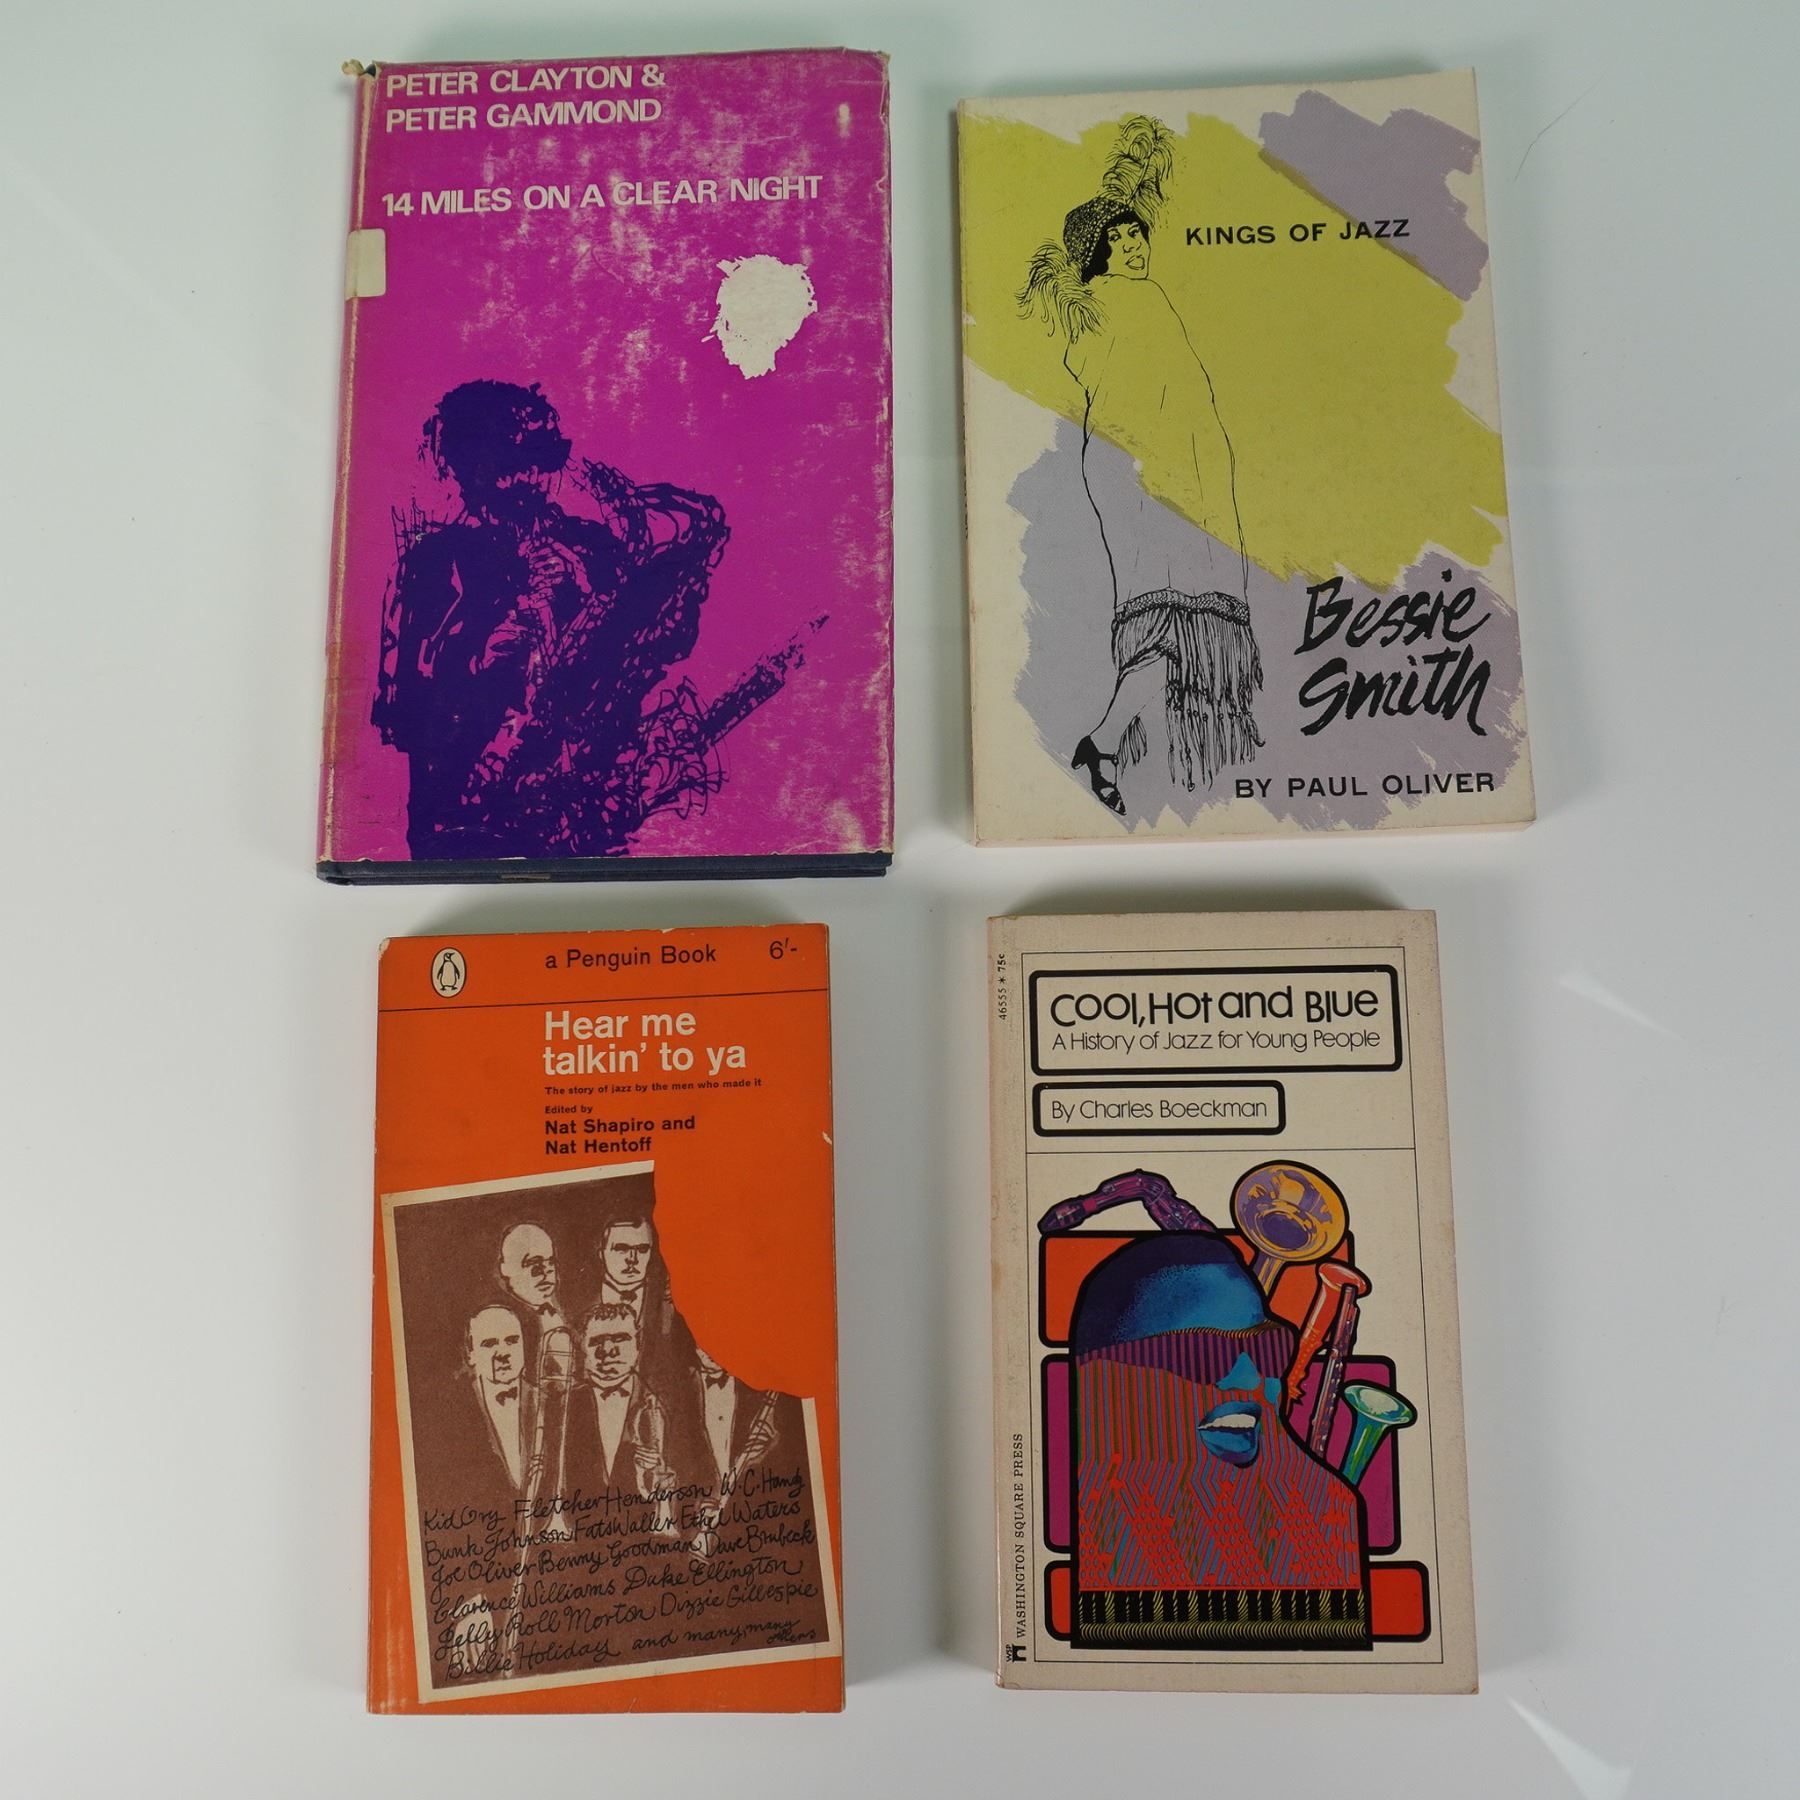 PETER CLAYTON &
PETER GAMMOND
14 MILES ON A CLEAR NIGHT
KINGS OF JAZZ
Bessie
Smith
BY PAUL OLIVER
a Penguin Book 6'-
Hear me
talkin' to ya
The story of jazz by the men who made it
Edited by
Nat Shapiro and
Nat Hentoff
Kid Ory Fletcher Henderson W.C. Handy
Bunk Johnson Fats Waller Ethel Waters
Joe Oliver Benny Goodman Dave Brubeck
Clarence Williams Duke Ellington
Jelly Roll Morton Dizzie Gillespie
Billie Holiday and many, many
others
46555 * 75c
Cool, Hot and Blue
A History of Jazz for Young People
By Charles Boeckman
WSP WASHINGTON SQUARE PRESS